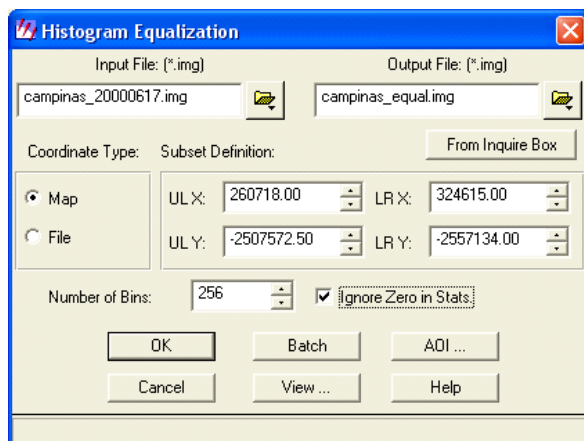 Histogram Equalization
Input File: (*.img) Output File: (*.img)
campinas_20000617.img campinas_equal.img
Coordinate Type: Subset Definition: From Inquire Box
Map UL X: 260718.00 LR X: 324615.00
File UL Y: -2507572.50 LR Y: -2557134.00
Number of Bins: 256 Ignore Zero in Stats.
OK Batch AOI ...
Cancel View ... Help